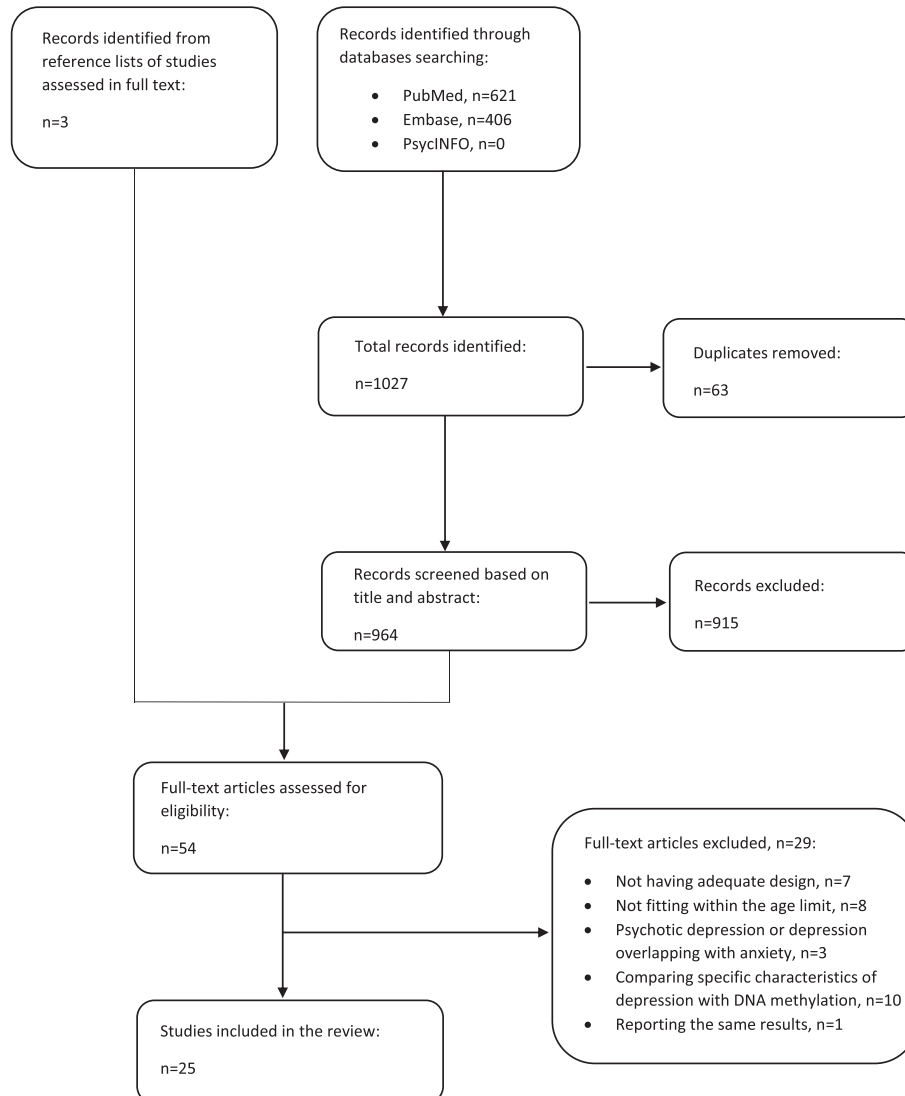 Records identified from
reference lists of studies
assessed in full text:
n=3
Records identified through
databases searching:
• PubMed, n=621
• Embase, n=406
• PsycINFO, n=0
Total records identified:
n=1027
Duplicates removed:
n=63
Records screened based on
title and abstract:
n=964
Records excluded:
n=915
Full-text articles assessed for
eligibility:
n=54
Full-text articles excluded, n=29:
• Not having adequate design, n=7
• Not fitting within the age limit, n=8
• Psychotic depression or depression
overlapping with anxiety, n=3
• Comparing specific characteristics of
depression with DNA methylation, n=10
• Reporting the same results, n=1
Studies included in the review:
n=25